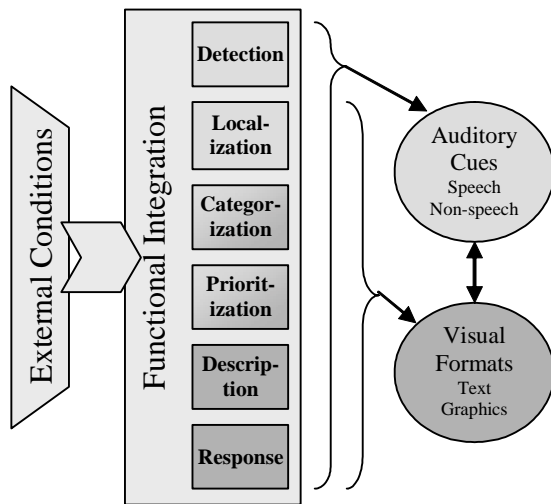 External Conditions
Functional Integration
Detection
Local-
ization
Categor-
ization
Priorit-
ization
Descrip-
tion
Response
Auditory
Cues
Speech
Non-speech
Visual
Formats
Text
Graphics